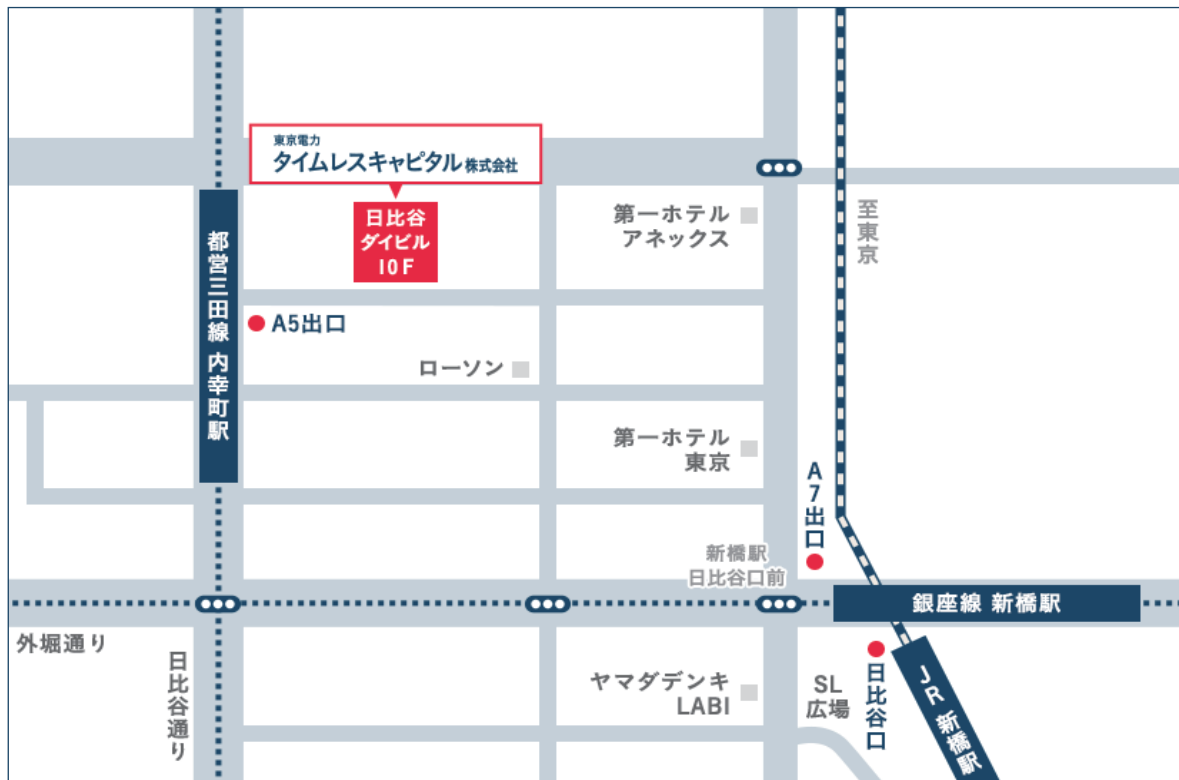 東京電力
タイムレスキャピタル 株式会社
日比谷
ダイビル
10F
第一ホテル
アネックス
至東京
都営三田線 内幸町駅
A5出口
ローソン
第一ホテル
東京
A7出口
新橋駅
日比谷口前
銀座線 新橋駅
外堀通り
日比谷通り
ヤマダデンキ
LABI
SL
広場
日比谷口
JR 新橋駅